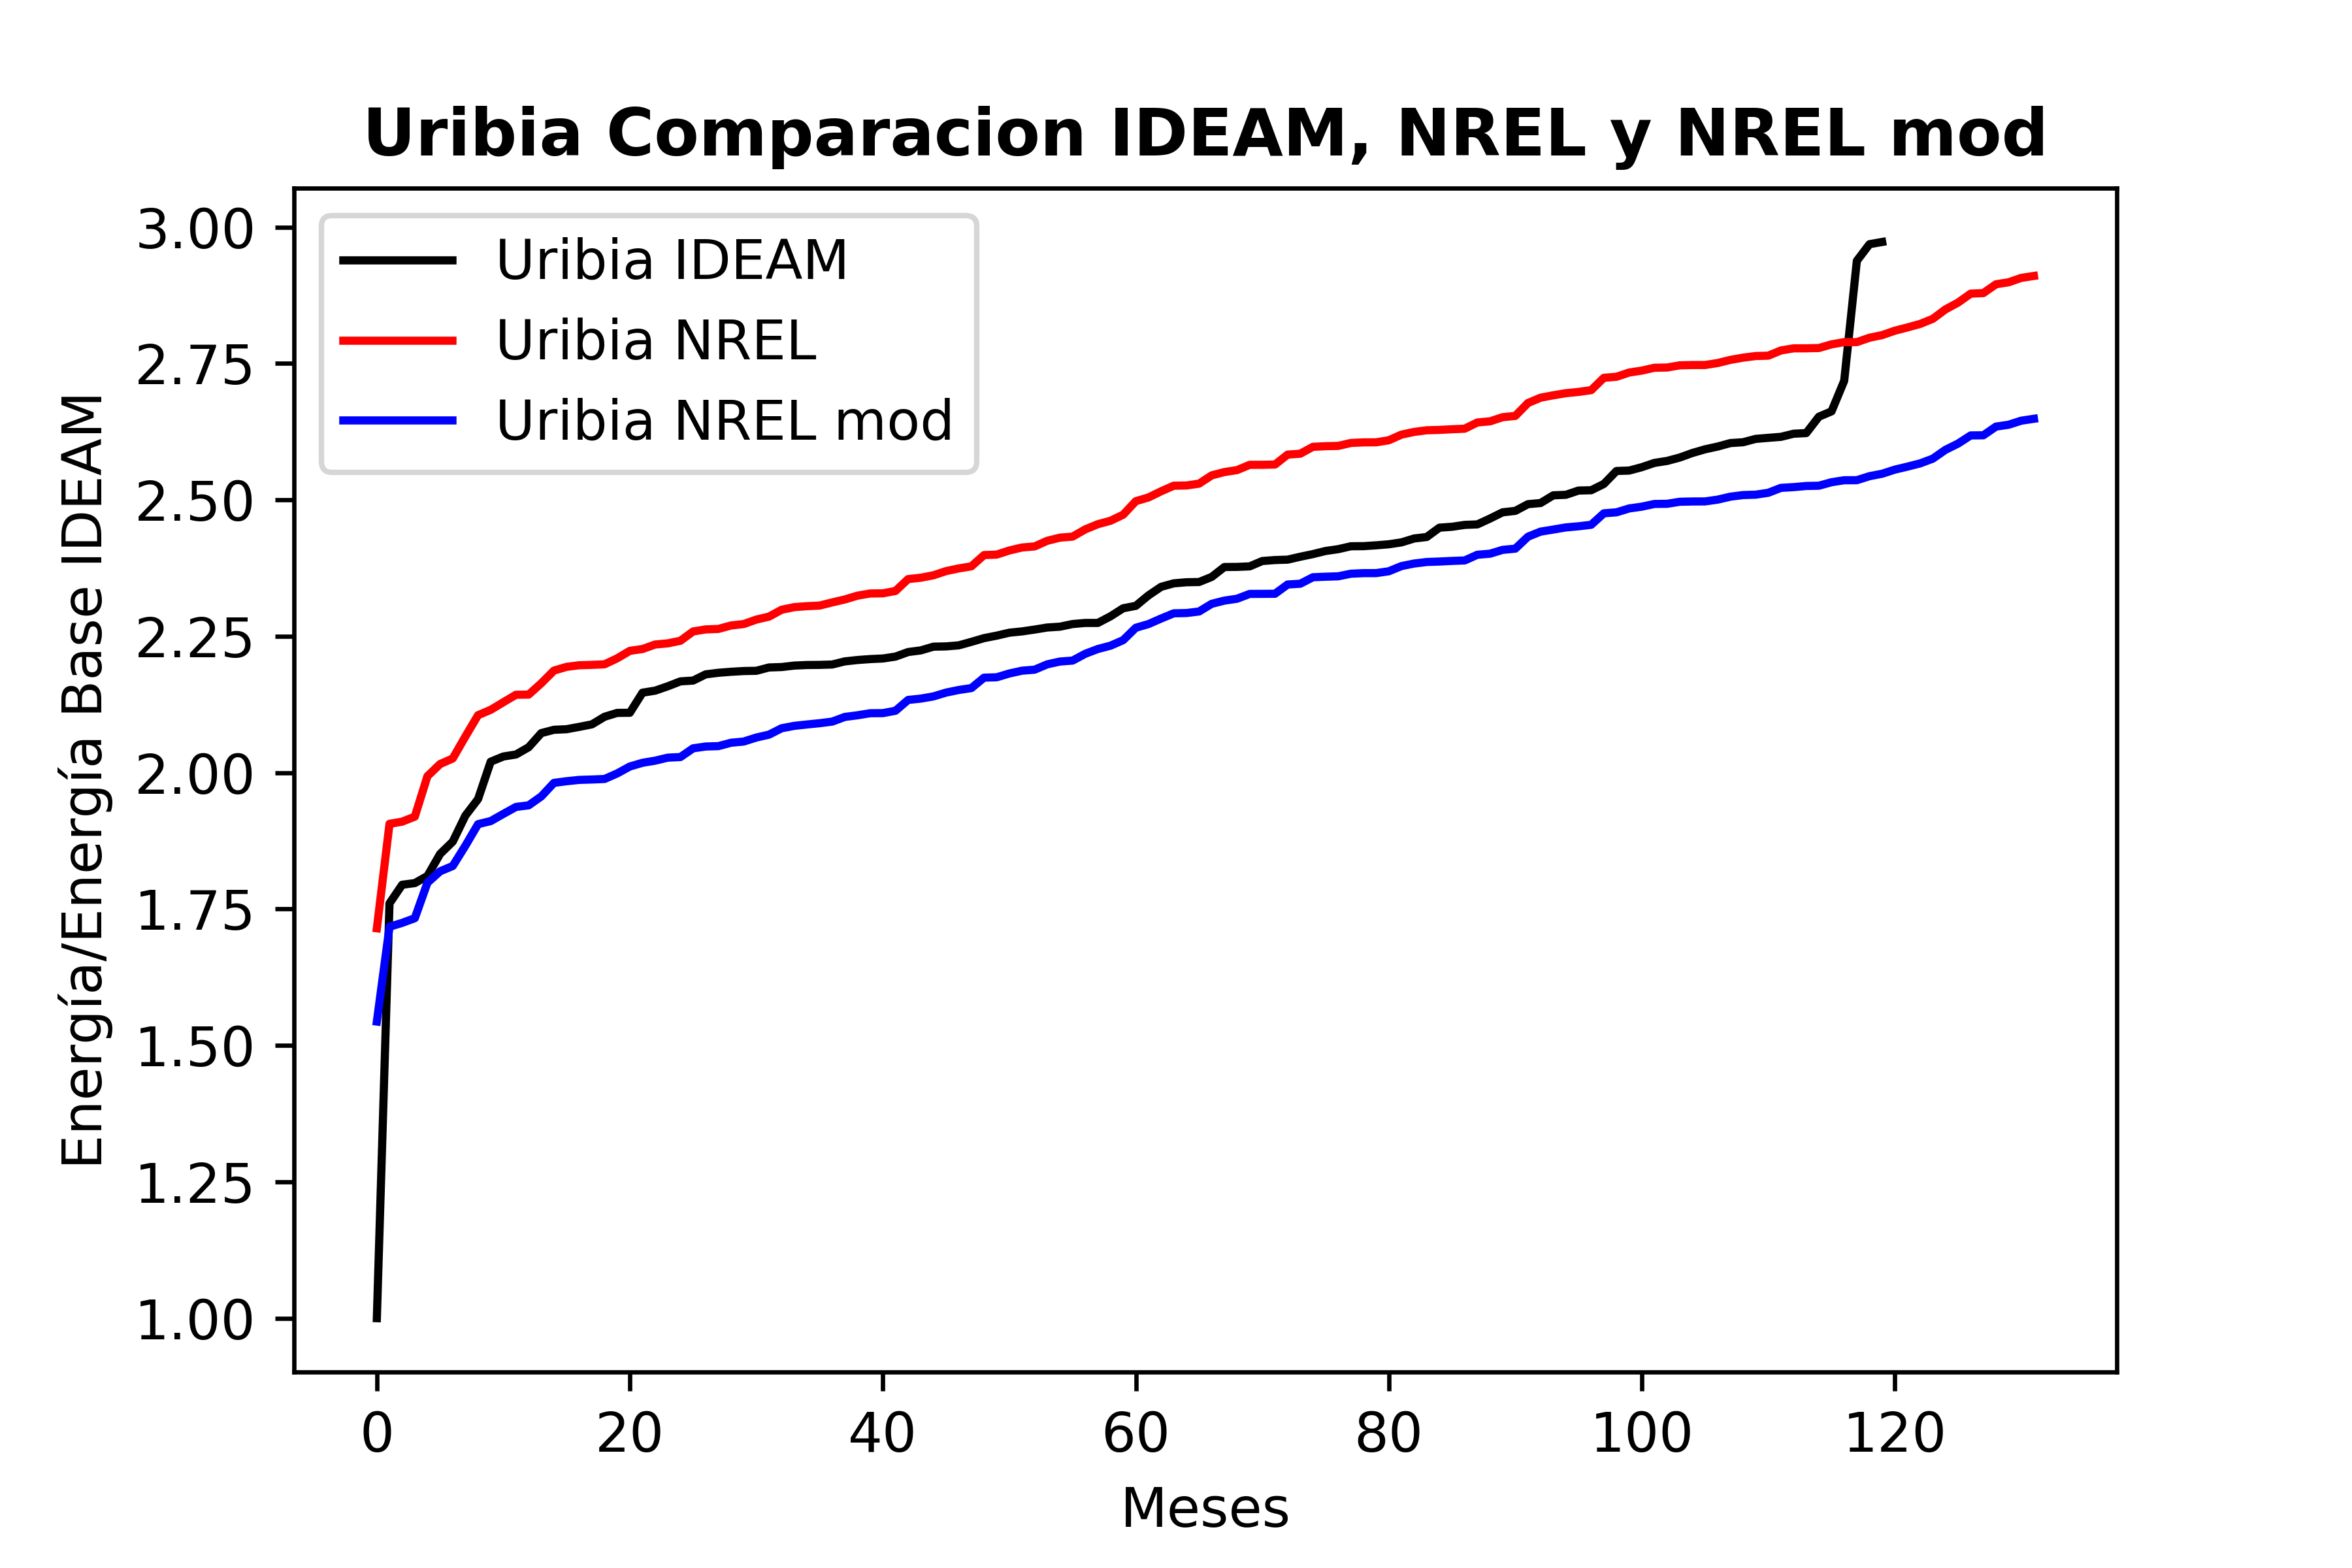 Uribia Comparacion IDEAM, NREL y NREL mod
Uribia IDEAM
Uribia NREL
Uribia NREL mod
Energía/Energía Base IDEAM
3.00
2.75
2.50
2.25
2.00
1.75
1.50
1.25
1.00
0 20 40 60 80 100 120
Meses